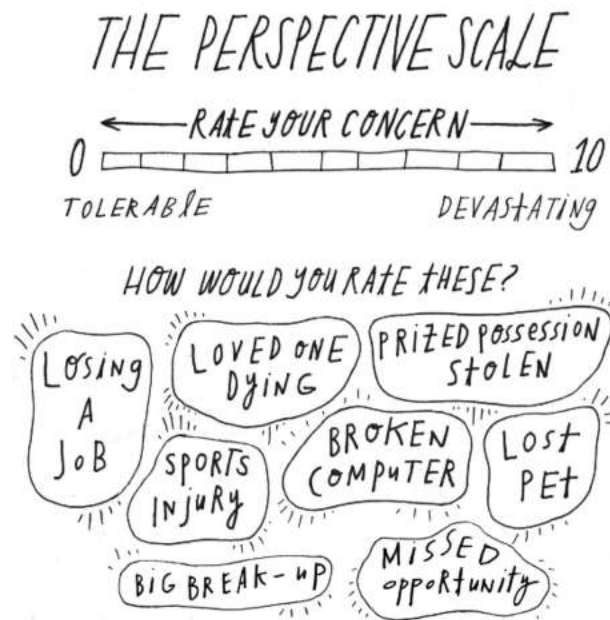 THE PERSPECTIVE SCALE
RATE YOUR CONCERN
0 10
TOLERABLE DEVASTATING
HOW WOULD YOU RATE THESE?
LOSING
A
JOB
LOVED ONE
DYING
PRIZED POSSESSION
STOLEN
SPORTS
INJURY
BROKEN
COMPUTER
LOST
PET
BIG BREAK-UP
MISSED
OPPORTUNITY